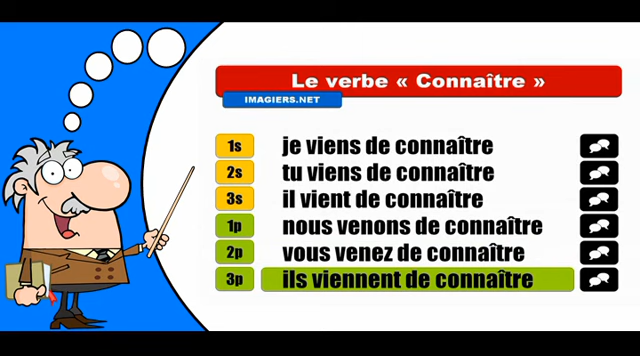 Le verbe « Connaître »
IMAGIERS.NET
1s je viens de connaître
2s tu viens de connaître
3s il vient de connaître
1p nous venons de connaître
2p vous venez de connaître
3p ils viennent de connaître